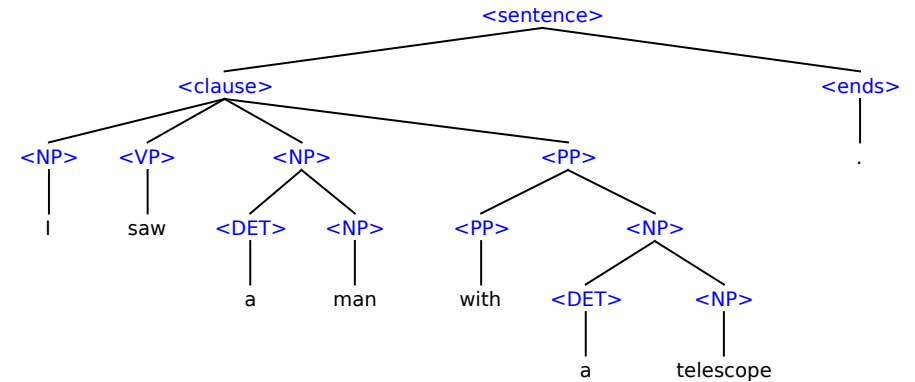 <sentence>
<clause> <ends>
<NP> <VP> <NP> <PP> .
I saw <DET> <NP> <PP> <NP>
a man with <DET> <NP>
a telescope